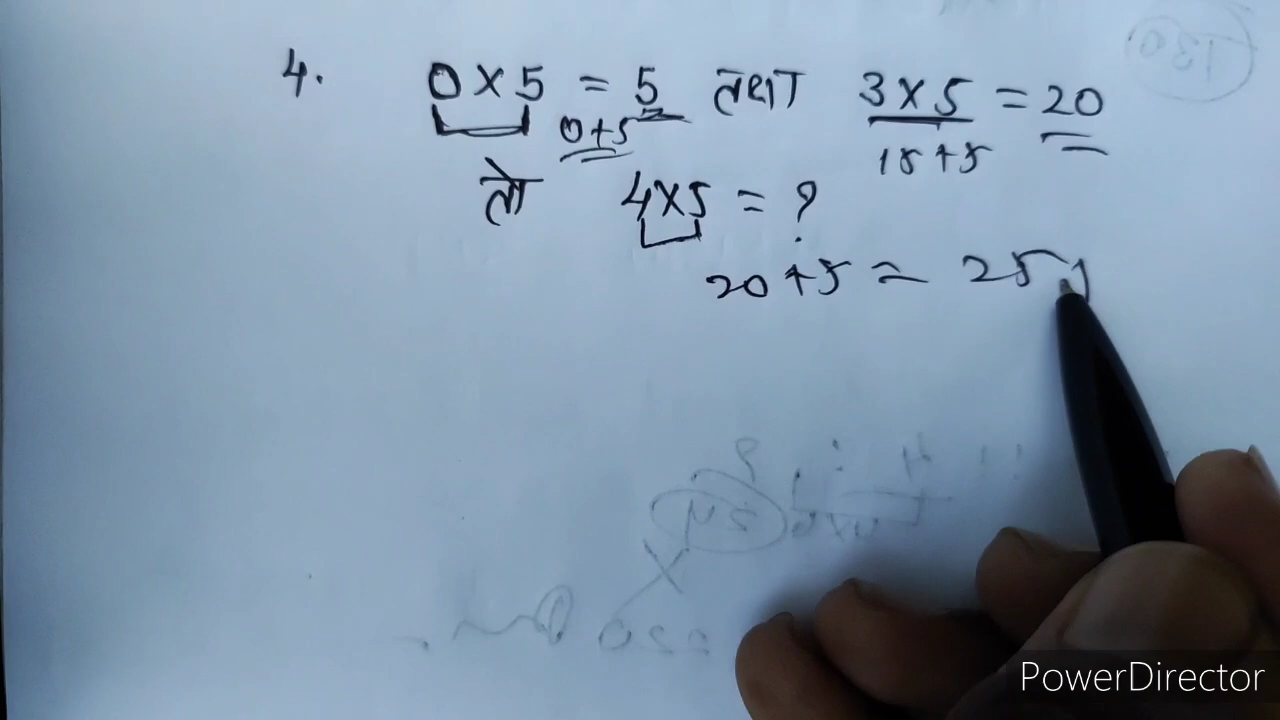 4. 0 × 5 = 5 तथा 3 × 5 = 20
0+5
15+5
तो 4×5 = ?
20+5 = 25
PowerDirector